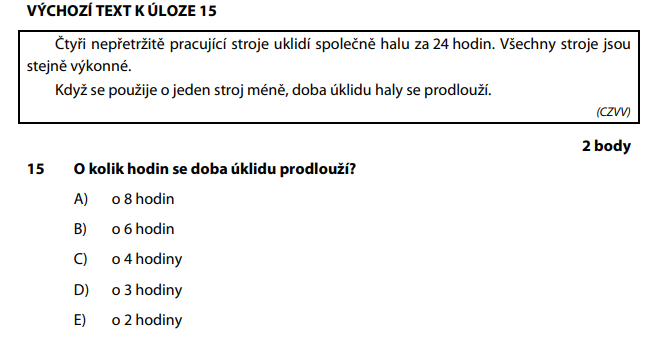 VÝCHOZÍ TEXT K ÚLOZE 15
Čtyři nepřetržitě pracující stroje uklidí společně halu za 24 hodin. Všechny stroje jsou
stejně výkonné.
Když se použije o jeden stroj méně, doba úklidu haly se prodlouží.
(CZVV)
2 body
15 O kolik hodin se doba úklidu prodlouží?
A) o 8 hodin
B) o 6 hodin
C) o 4 hodiny
D) o 3 hodiny
E) o 2 hodiny